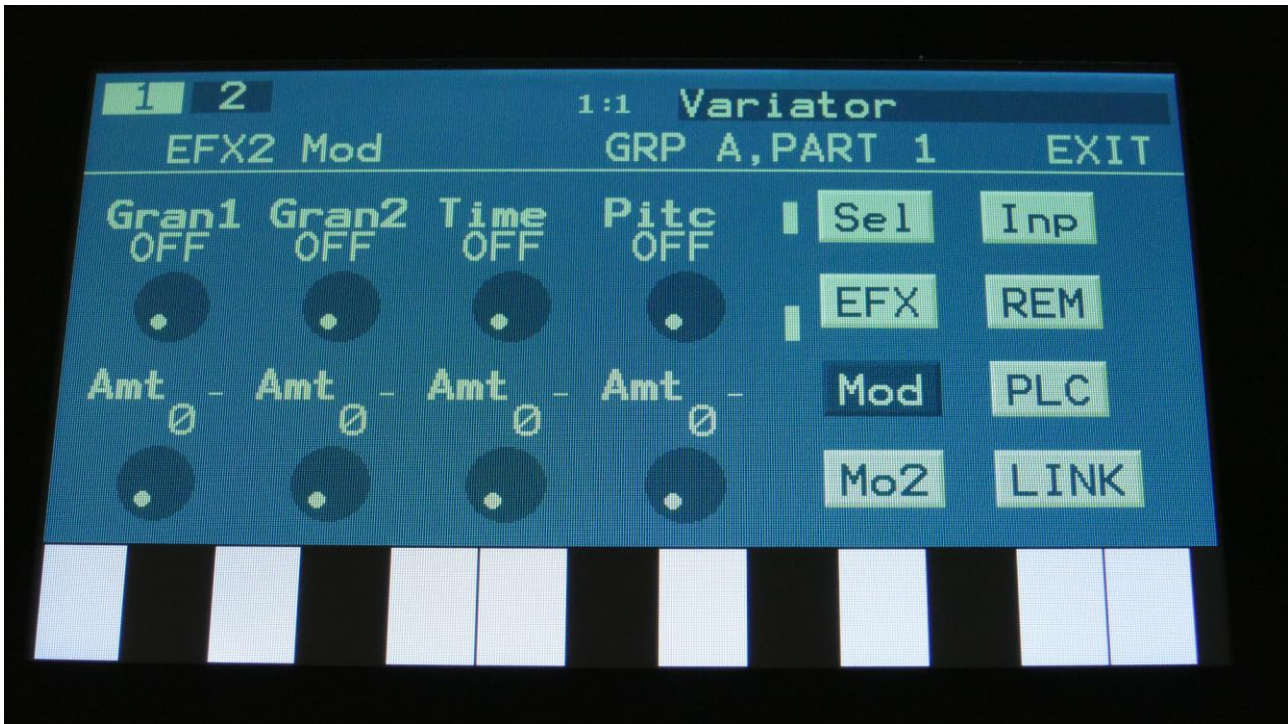 1 2 1:1 Variator
EFX2 Mod GRP A,PART 1 EXIT
Gran1 Gran2 Time Pitc Sel Inp
OFF OFF OFF OFF
EFX REM
Amt - Amt - Amt - Amt - Mod PLC
0 0 0 0
Mo2 LINK